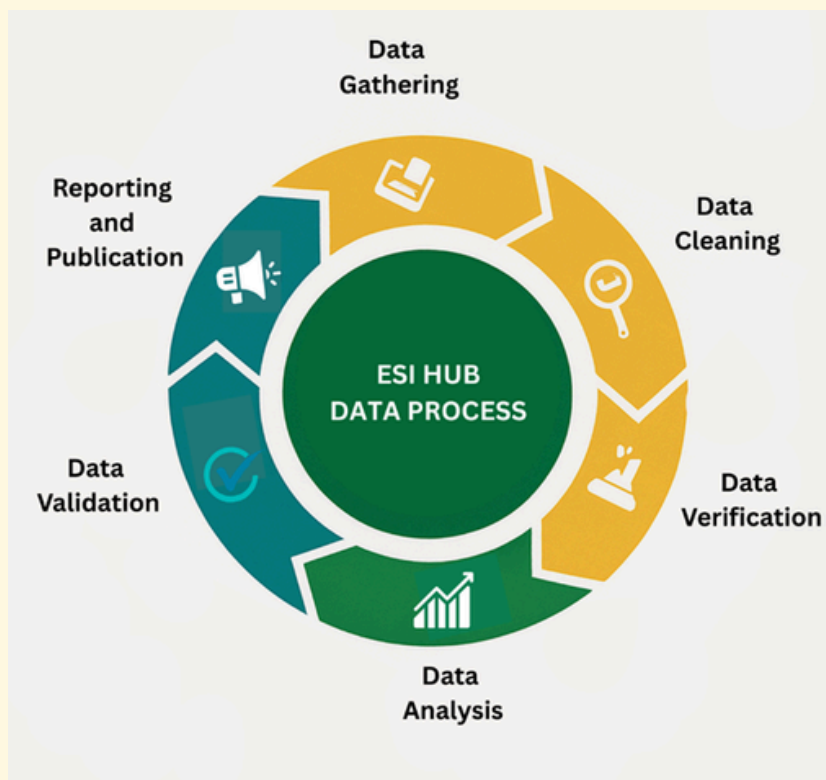 Data
Gathering
Data
Cleaning
Data
Verification
Data
Analysis
Data
Validation
Reporting
and
Publication
ESI HUB
DATA PROCESS